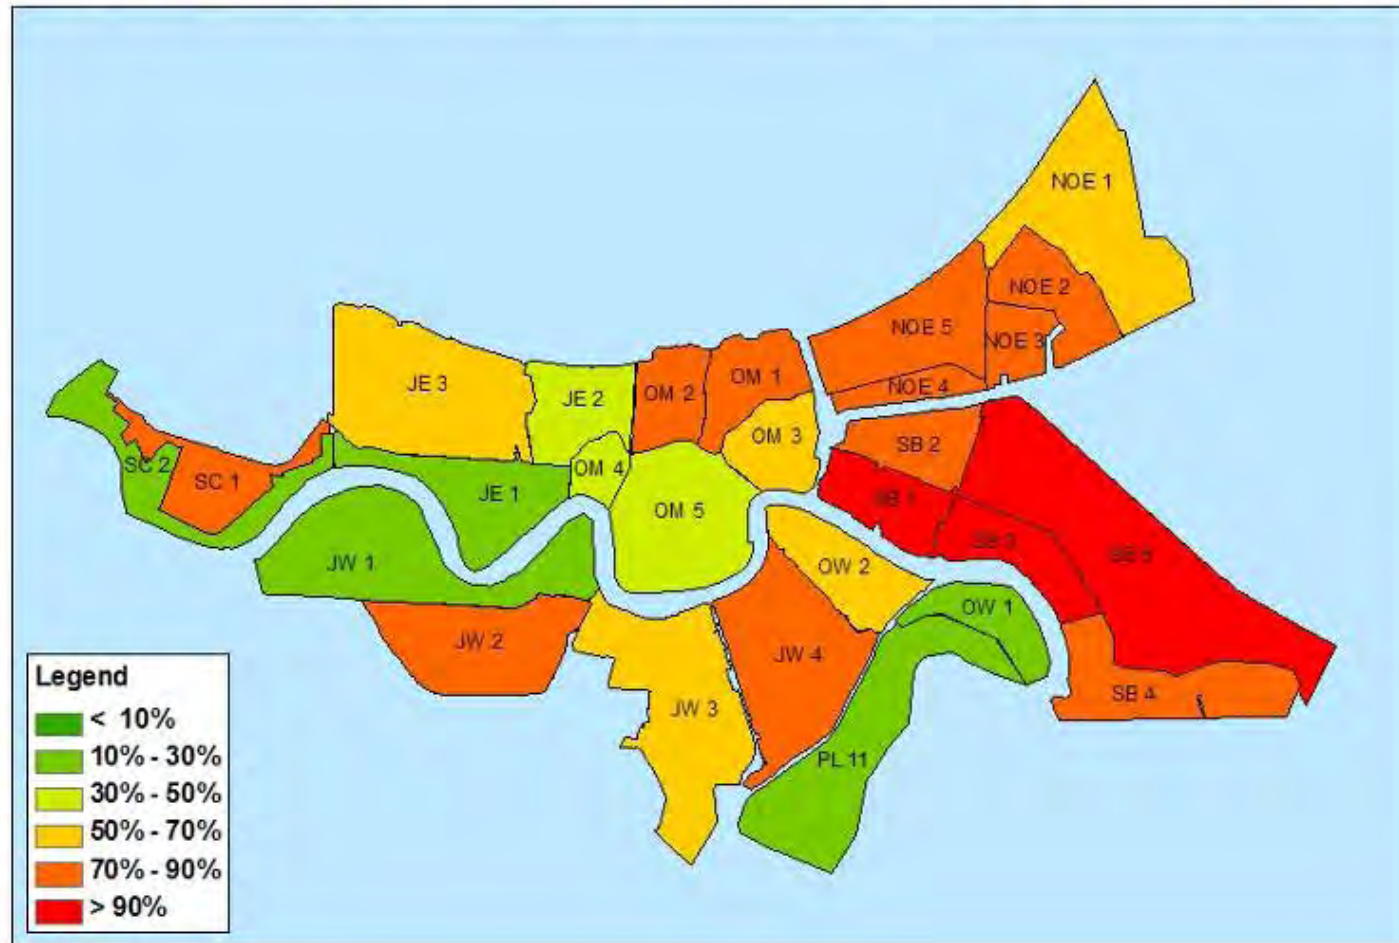 NOE 1
NOE 2
NOE 5
NOE 3
NOE 4
JE 3
JE 2
OM 2
OM 1
OM 3
SB 2
SC 2
SC 1
OM 4
JE 1
OM 5
SB 1
SB 3
SB 5
JW 1
OW 2
OW 1
JW 2
JW 4
SB 4
JW 3
PL 11
Legend
< 10%
10% - 30%
30% - 50%
50% - 70%
70% - 90%
> 90%